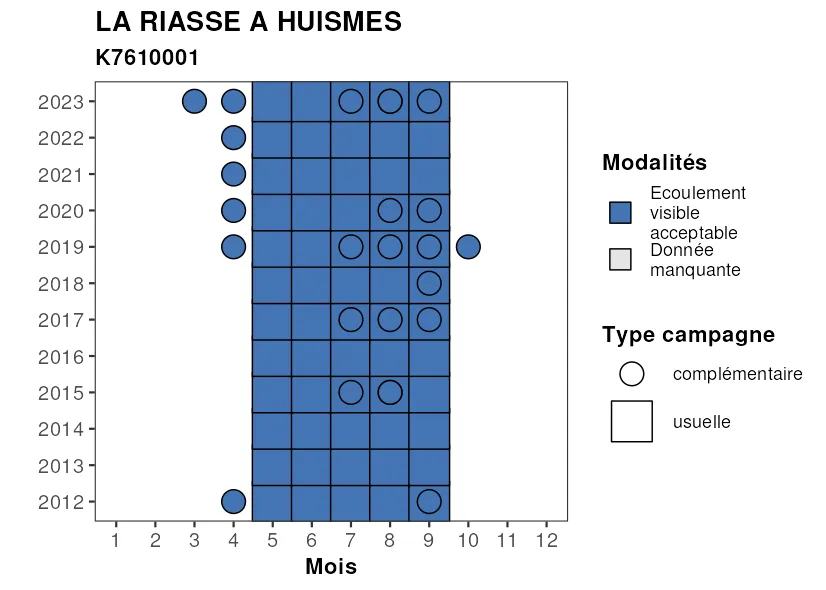 LA RIASSE A HUISMES
K7610001
2023
2022
2021
2020
2019
2018
2017
2016
2015
2014
2013
2012
1 2 3 4 5 6 7 8 9 10 11 12
Mois
Modalités
Ecoulement
visible
acceptable
Donnée
manquante
Type campagne
complémentaire
usuelle